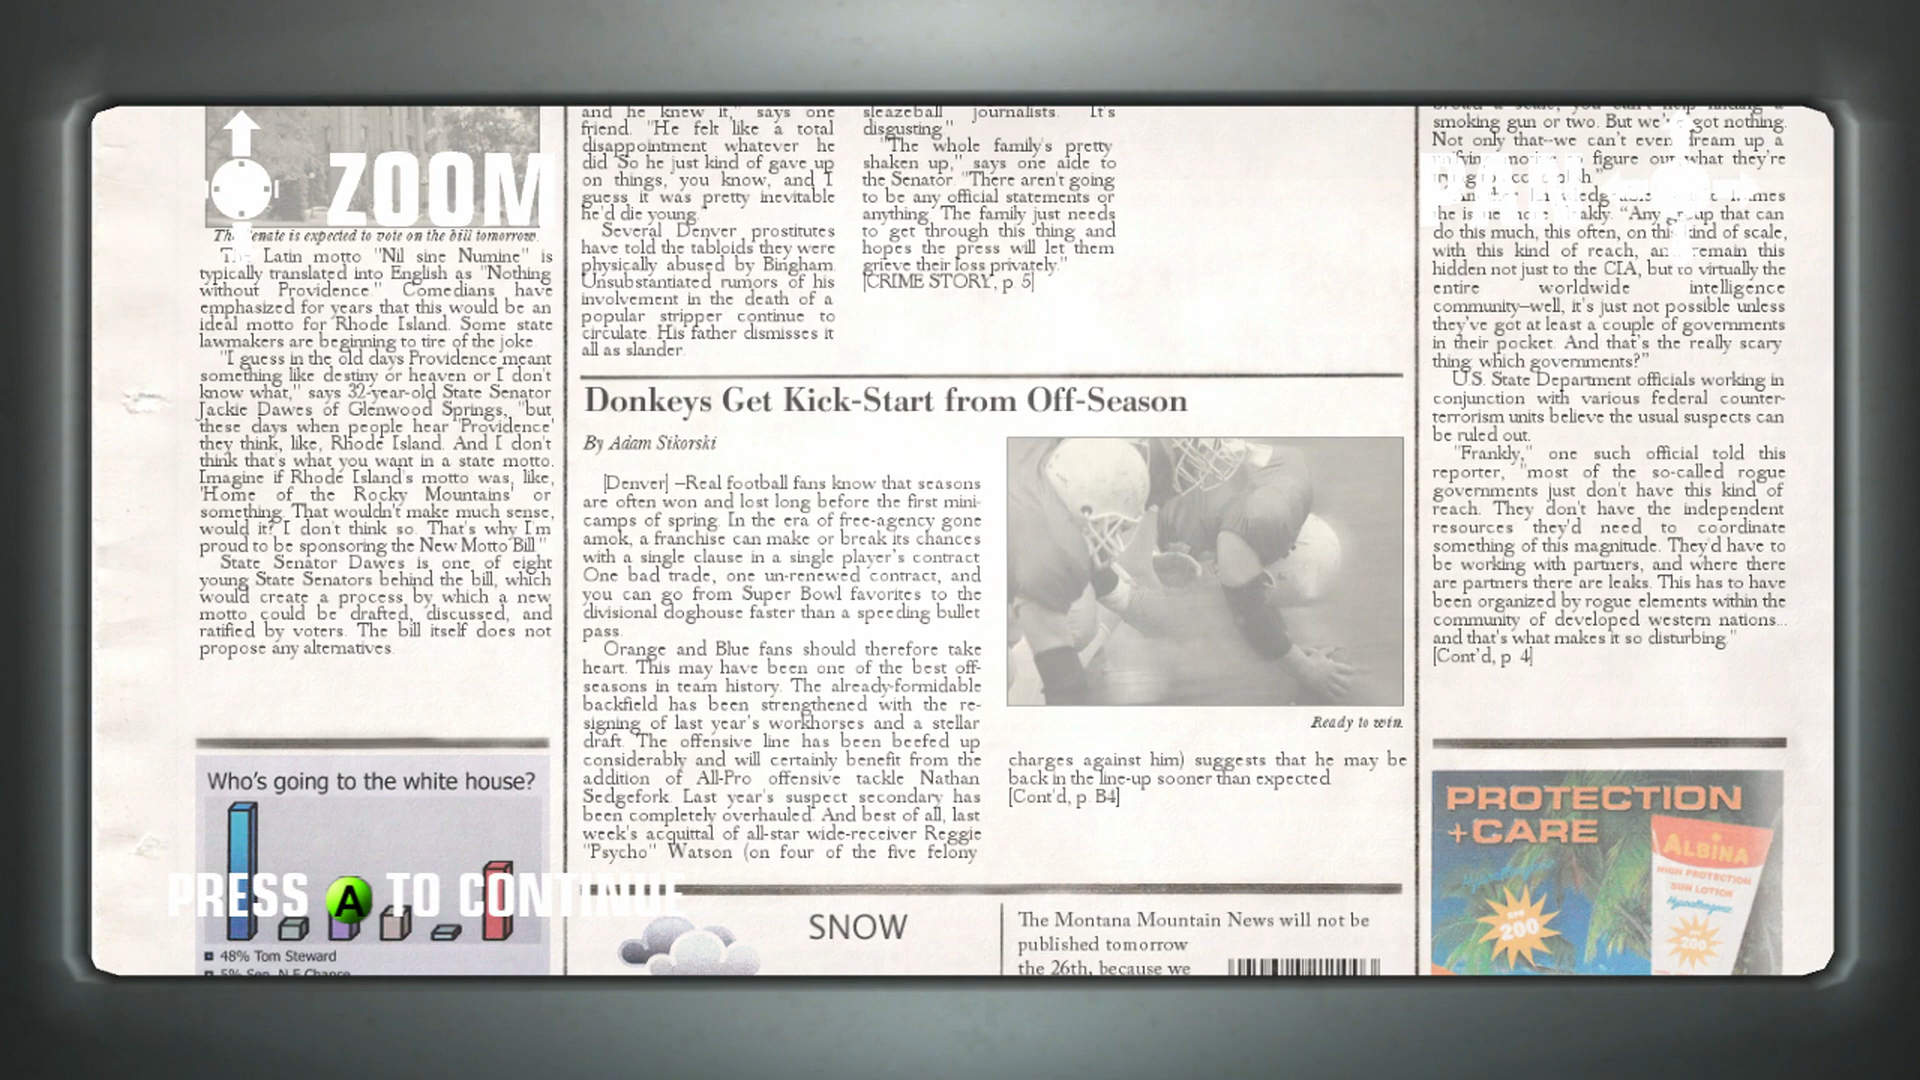 ZOOM
Senate is expected to vote on the bill tomorrow.
Latin motto "Nil sine Numine" is
typically translated into English as "Nothing
without Providence." Comedians have
emphasized for years that this would be an
ideal motto for Rhode Island. Some state
lawmakers are beginning to tire of the joke.
"I guess in the old days Providence meant
something like destiny or heaven or I don't
know what," says 32-year-old State Senator
Jackie Dawes of Glenwood Springs, "but
these days when people hear 'Providence'
they think, like, Rhode Island. And I don't
think that's what you want in a state motto.
Imagine if Rhode Island's motto was, like,
'Home of the Rocky Mountains' or
something. That wouldn't make much sense,
would it? I don't think so. That's why I'm
proud to be sponsoring the New Motto Bill."
State Senator Dawes is one of eight
young State Senators behind the bill, which
would create a process by which a new
motto could be drafted, discussed, and
ratified by voters. The bill itself does not
propose any alternatives.
Who's going to the white house?
48% Tom Steward
5% Sen. N.F. Chance
PRESS A TO CONTINUE
and he knew it," says one
friend. "He felt like a total
disappointment whatever he
did. So he just kind of gave up
on things, you know, and I
guess it was pretty inevitable
he'd die young."
Several Denver prostitutes
have told the tabloids they were
physically abused by Bingham.
Unsubstantiated rumors of his
involvement in the death of a
popular stripper continue to
circulate. His father dismisses it
all as slander.
sleazeball journalists. It's
disgusting."
"The whole family's pretty
shaken up," says one aide to
the Senator. "There aren't going
to be any official statements or
anything. The family just needs
to get through this thing and
hopes the press will let them
grieve their loss privately."
[CRIME STORY, p. 5]
Donkeys Get Kick-Start from Off-Season
By Adam Sikorski
[Denver] –Real football fans know that seasons
are often won and lost long before the first mini-
camps of spring. In the era of free-agency gone
amok, a franchise can make or break its chances
with a single clause in a single player's contract.
One bad trade, one un-renewed contract, and
you can go from Super Bowl favorites to the
divisional doghouse faster than a speeding bullet
pass.
Orange and Blue fans should therefore take
heart. This may have been one of the best off-
seasons in team history. The already-formidable
backfield has been strengthened with the re-
signing of last year's workhorses and a stellar
draft. The offensive line has been beefed up
considerably and will certainly benefit from the
addition of All-Pro offensive tackle Nathan
Sedgefork. Last year's suspect secondary has
been completely overhauled. And best of all, last
week's acquittal of all-star wide-receiver Reggie
"Psycho" Watson (on four of the five felony
Ready to win.
charges against him) suggests that he may be
back in the line-up sooner than expected.
[Cont'd, p. B4]
SNOW
The Montana Mountain News will not be
published tomorrow
the 26th, because we
smoking gun or two. But we've got nothing.
Not only that--we can't even dream up a
figure out what they're
"Any group that can
do this much, this often, on this kind of scale,
with this kind of reach, and remain this
hidden not just to the CIA, but to virtually the
entire worldwide intelligence
community--well, it's just not possible unless
they've got at least a couple of governments
in their pocket. And that's the really scary
thing: which governments?"
U.S. State Department officials working in
conjunction with various federal counter-
terrorism units believe the usual suspects can
be ruled out.
"Frankly," one such official told this
reporter, "most of the so-called rogue
governments just don't have this kind of
reach. They don't have the independent
resources they'd need to coordinate
something of this magnitude. They'd have to
be working with partners, and where there
are partners there are leaks. This has to have
been organized by rogue elements within the
community of developed western nations...
and that's what makes it so disturbing."
[Cont'd, p. 4]
PROTECTION
+CARE
ALBINA
HIGH PROTECTION
SUN LOTION
Hypoallergenic
SPF
200
200